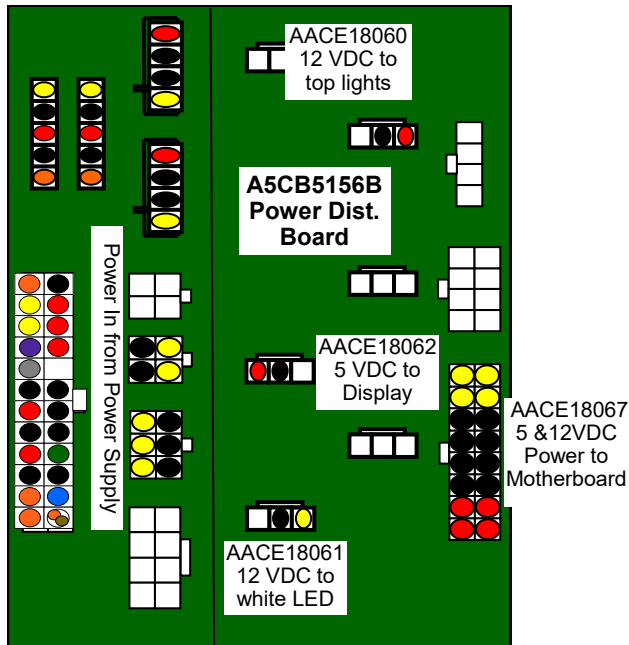 AACE18060
12 VDC to
top lights
A5CB5156B
Power Dist.
Board
Power In from Power Supply
AACE18062
5 VDC to
Display
AACE18067
5 &12VDC
Power to
Motherboard
AACE18061
12 VDC to
white LED